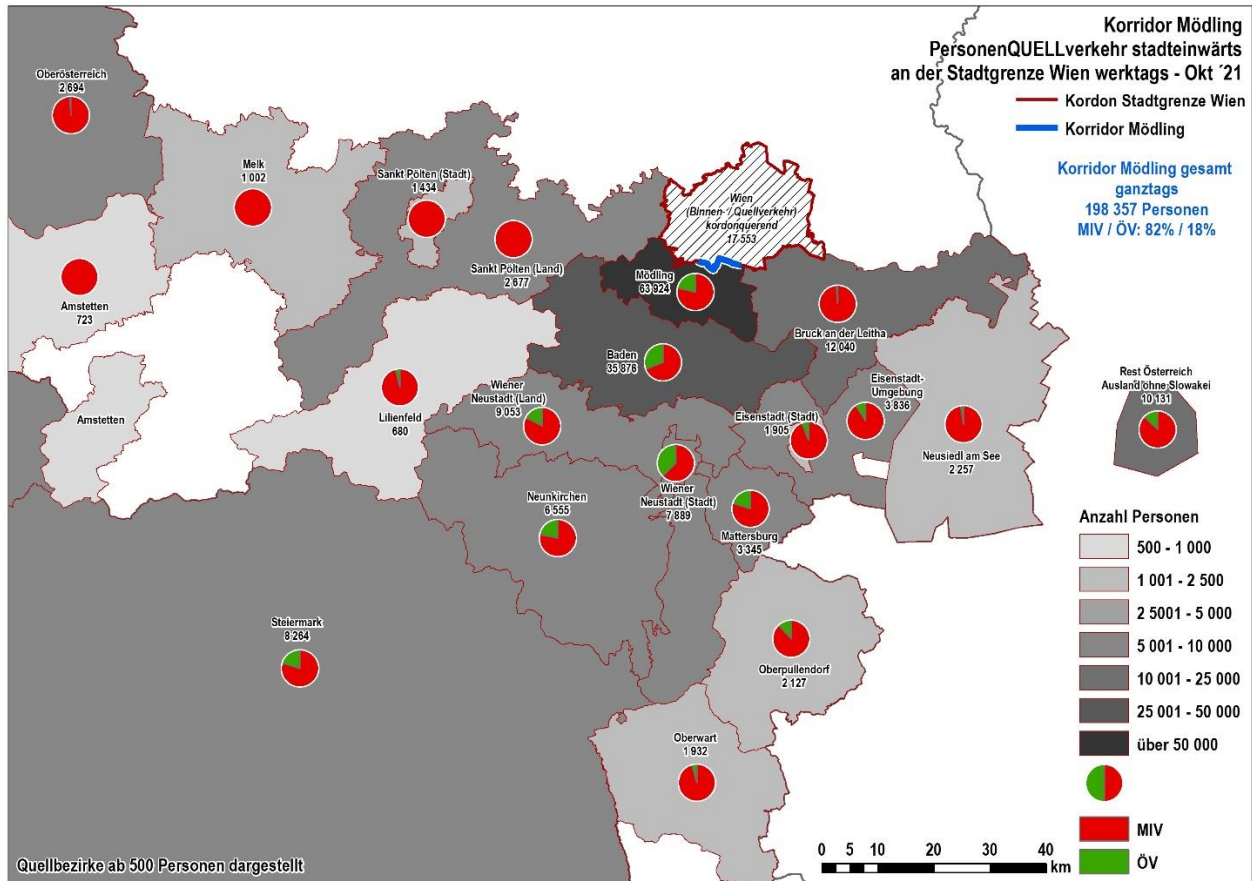 Korridor Mödling
PersonenQUELLverkehr stadteinwärts
an der Stadtgrenze Wien werktags - Okt ´21
Kordon Stadtgrenze Wien
Korridor Mödling
Korridor Mödling gesamt
ganztags
198 357 Personen
MIV / ÖV: 82% / 18%
Oberösterreich
2 694
Melk
1 002
Sankt Pölten (Stadt)
1 434
Sankt Pölten (Land)
2 677
Wien
(Binnen- / Quellverkehr)
kordonquerend
17 553
Amstetten
723
Mödling
63 924
Bruck an der Leitha
12 040
Baden
35 876
Lilienfeld
680
Wiener
Neustadt (Land)
9 053
Eisenstadt (Stadt)
1 905
Eisenstadt-
Umgebung
3 836
Neusiedl am See
2 257
Rest Österreich
Ausland ohne Slowakei
10 131
Amstetten
Wiener
Neustadt (Stadt)
7 889
Neunkirchen
6 555
Mattersburg
3 345
Steiermark
8 264
Oberpullendorf
2 127
Oberwart
1 932
Anzahl Personen
500 - 1 000
1 001 - 2 500
2 5001 - 5 000
5 001 - 10 000
10 001 - 25 000
25 001 - 50 000
über 50 000
MIV
ÖV
Quellbezirke ab 500 Personen dargestellt
0 5 10 20 30 40
km